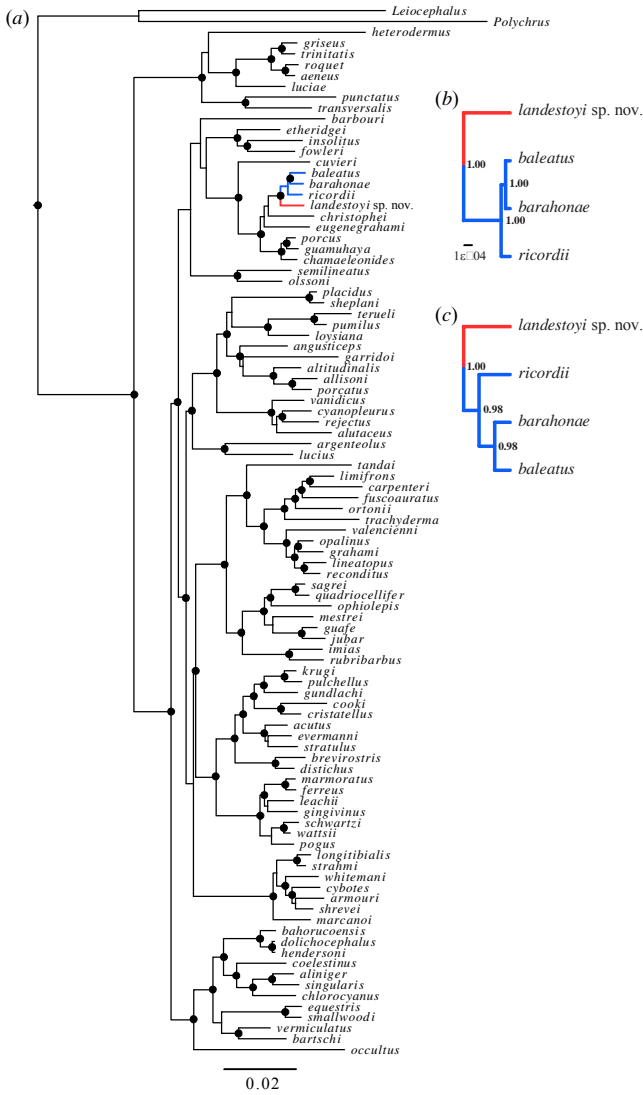 (a)
Leiocephalus
Polychrus
heterodermus
griseus
trinitatis
roquet
aeneus
luciae
punctatus
transversalis
barbouri
etheridgei
insolitus
fowleri
cuvieri
baleatus
barahonae
ricordii
landestoyi sp. nov.
christophei
eugenegrahami
porcus
guamuhaya
chamaeleonides
semilineatus
olssoni
placidus
sheplani
terueli
pumilus
loysiana
angusticeps
garridoi
altitudinalis
allisoni
porcatus
vanidicus
cyanopleurus
rejectus
alutaceus
argenteolus
lucius
tandai
limifrons
carpenteri
fuscoauratus
ortonii
trachyderma
valencienni
opalinus
grahami
lineatopus
reconditus
sagrei
quadriocellifer
ophiolepis
mestrei
guafe
jubar
imias
rubribarbus
krugi
pulchellus
gundlachi
cooki
cristatellus
acutus
evermanni
stratulus
brevirostris
distichus
marmoratus
ferreus
leachii
gingivinus
schwartzi
wattsii
pogus
longitibialis
strahmi
whitemani
cybotes
armouri
shrevei
marcanoi
bahorucoensis
dolichocephalus
hendersoni
coelestinus
aliniger
singularis
chlorocyanus
equestris
smallwoodi
vermiculatus
bartschi
occultus
0.02
(b)
landestoyi sp. nov.
1.00
baleatus
1.00
barahonae
1.00
1ε□04
ricordii
(c)
landestoyi sp. nov.
1.00
ricordii
0.98
barahonae
0.98
baleatus